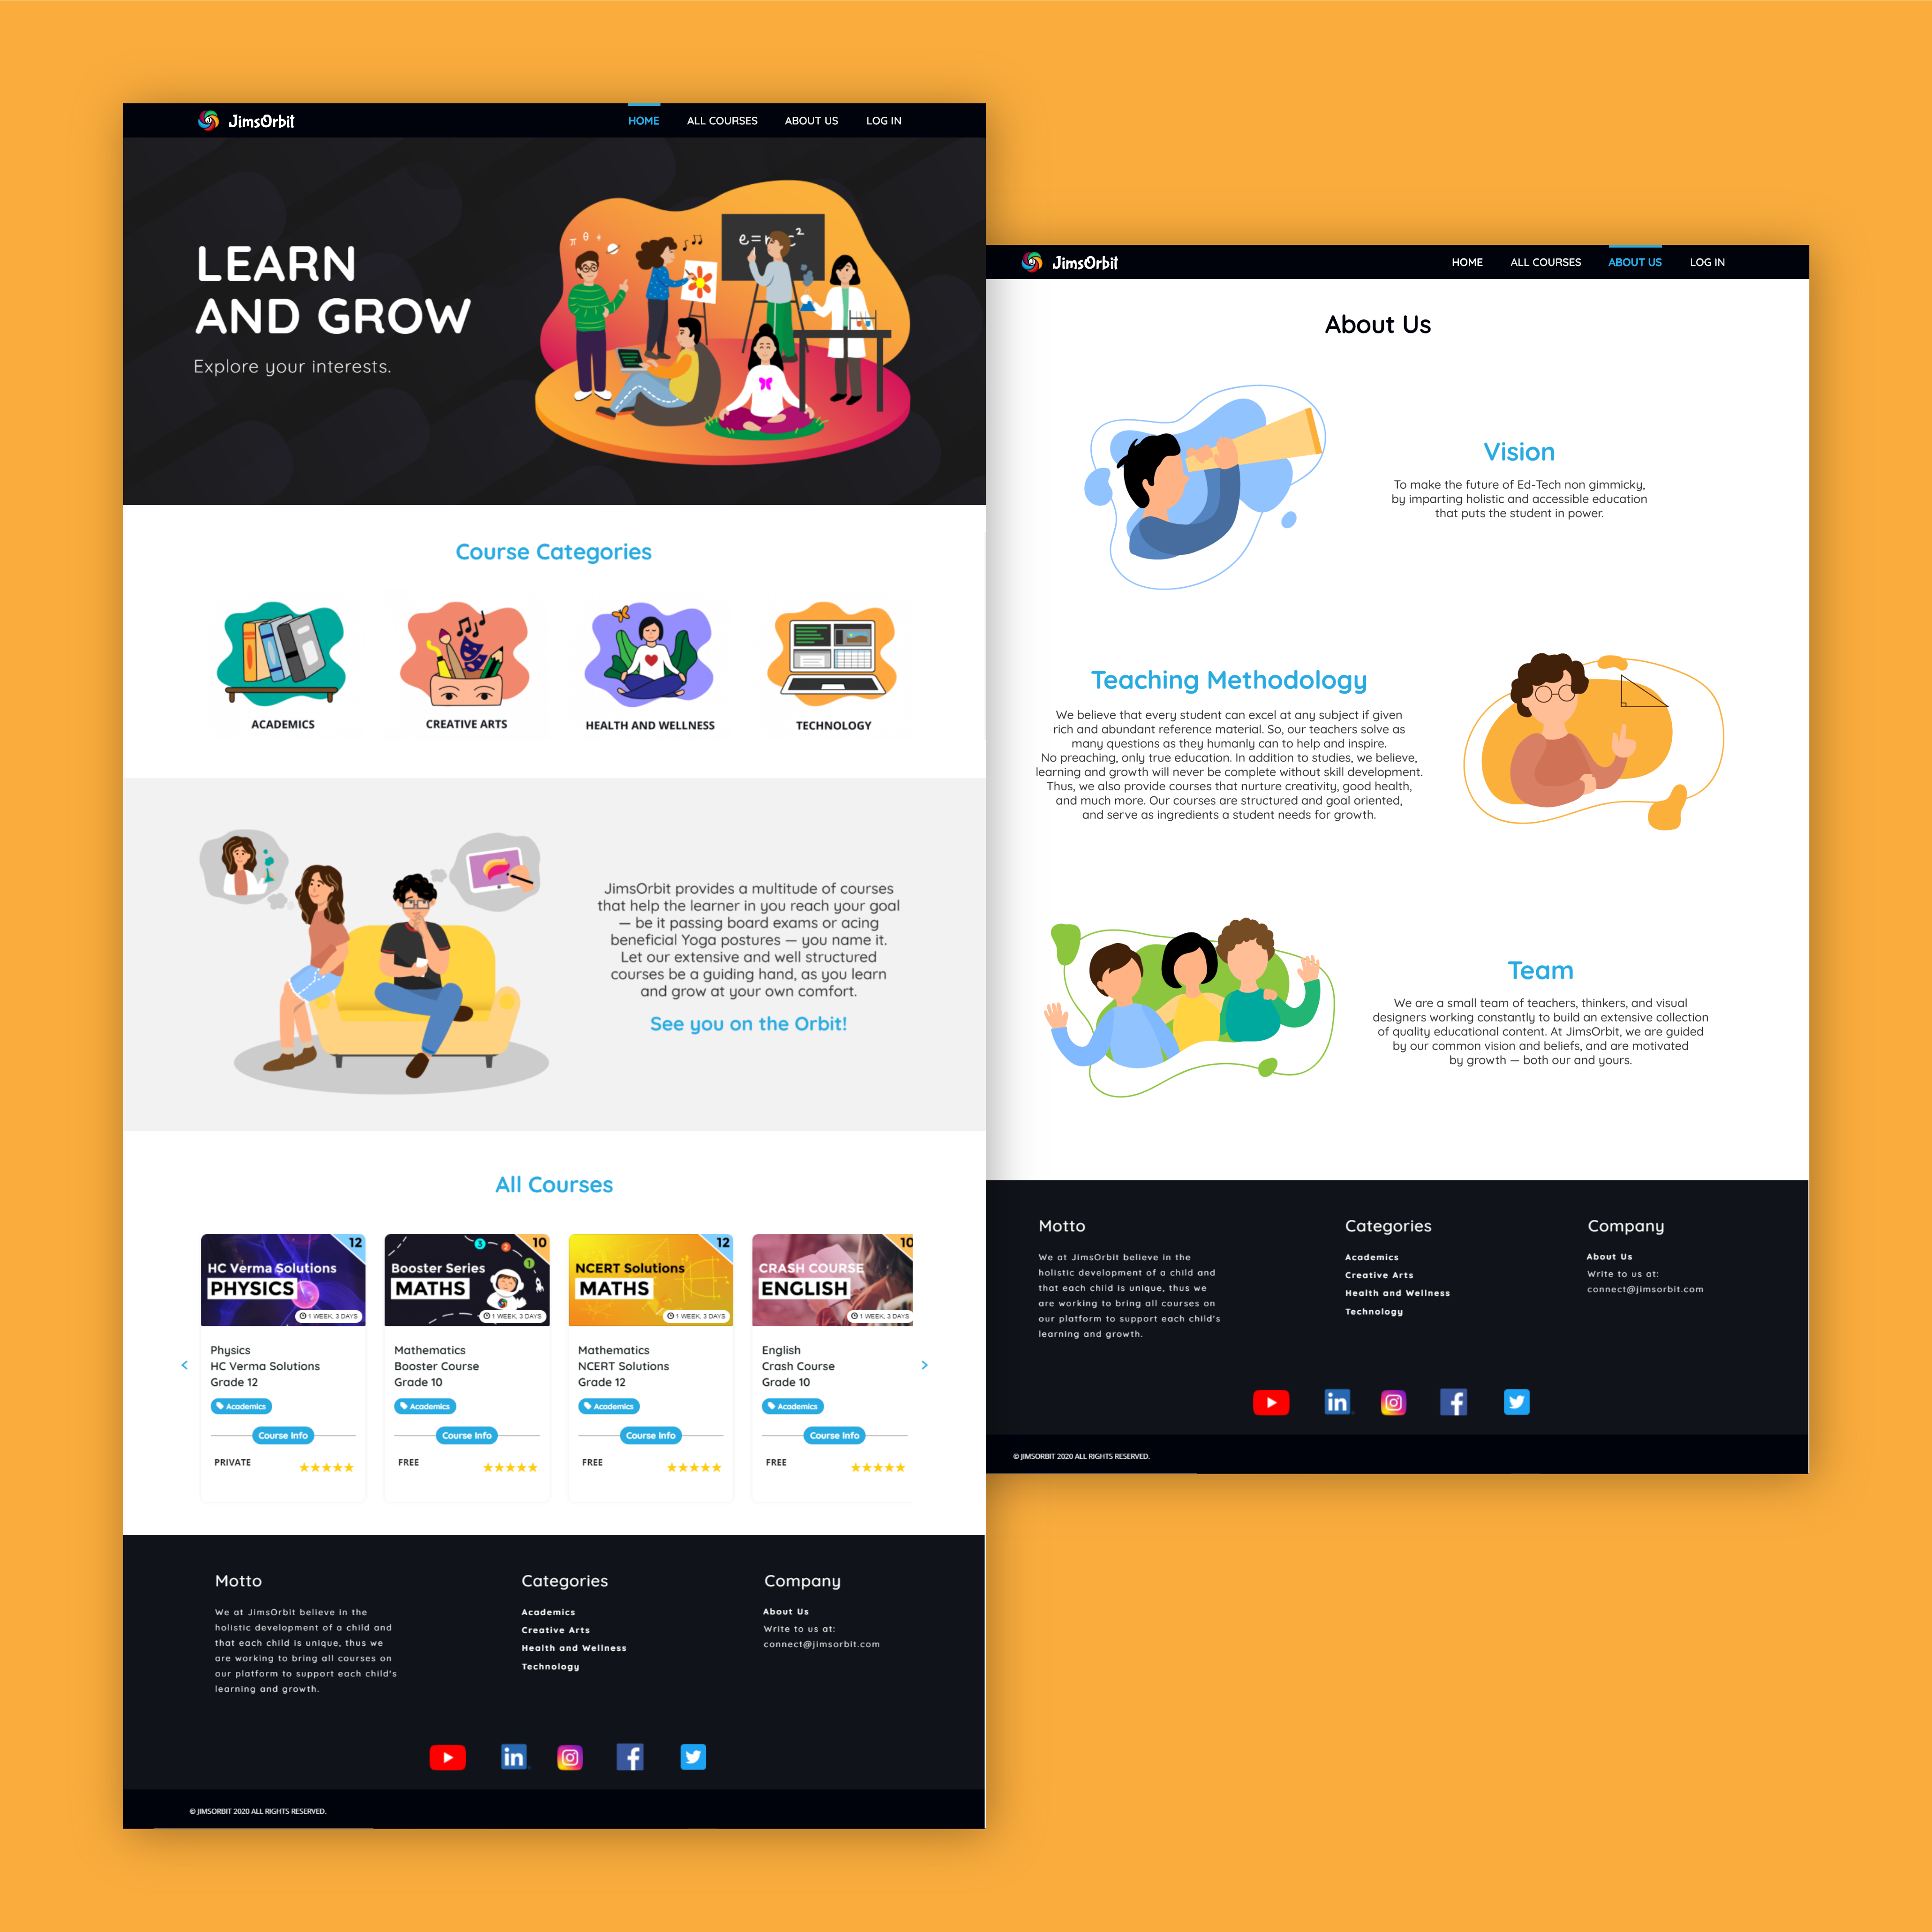 JimsOrbit
HOME ALL COURSES ABOUT US LOG IN
LEARN
AND GROW
Explore your interests.
π θ +
Course Categories
ACADEMICS
CREATIVE ARTS
HEALTH AND WELLNESS
TECHNOLOGY
JimsOrbit provides a multitude of courses
that help the learner in you reach your goal
— be it passing board exams or acing
beneficial Yoga postures — you name it.
Let our extensive and well structured
courses be a guiding hand, as you learn
and grow at your own comfort.
See you on the Orbit!
All Courses
12
HC Verma Solutions
PHYSICS
1 WEEK, 3 DAYS
Physics
HC Verma Solutions
Grade 12
Academics
Course Info
PRIVATE
3 2 10
1
Booster Series
MATHS
1 WEEK, 3 DAYS
Mathematics
Booster Course
Grade 10
Academics
Course Info
FREE
12
NCERT Solutions
MATHS
1 WEEK, 3 DAYS
Mathematics
NCERT Solutions
Grade 12
Academics
Course Info
FREE
10
CRASH COURSE
ENGLISH
1 WEEK, 3 DAYS
English
Crash Course
Grade 10
Academics
Course Info
FREE
< >
Motto
We at JimsOrbit believe in the
holistic development of a child and
that each child is unique, thus we
are working to bring all courses on
our platform to support each child's
learning and growth.
Categories
Academics
Creative Arts
Health and Wellness
Technology
Company
About Us
Write to us at:
connect@jimsorbit.com
in f
© JIMSORBIT 2020 ALL RIGHTS RESERVED.
JimsOrbit
HOME ALL COURSES ABOUT US LOG IN
About Us
Vision
To make the future of Ed-Tech non gimmicky,
by imparting holistic and accessible education
that puts the student in power.
Teaching Methodology
We believe that every student can excel at any subject if given
rich and abundant reference material. So, our teachers solve as
many questions as they humanly can to help and inspire.
No preaching, only true education. In addition to studies, we believe,
learning and growth will never be complete without skill development.
Thus, we also provide courses that nurture creativity, good health,
and much more. Our courses are structured and goal oriented,
and serve as ingredients a student needs for growth.
Team
We are a small team of teachers, thinkers, and visual
designers working constantly to build an extensive collection
of quality educational content. At JimsOrbit, we are guided
by our common vision and beliefs, and are motivated
by growth — both our and yours.
Motto
We at JimsOrbit believe in the
holistic development of a child and
that each child is unique, thus we
are working to bring all courses on
our platform to support each child's
learning and growth.
Categories
Academics
Creative Arts
Health and Wellness
Technology
Company
About Us
Write to us at:
connect@jimsorbit.com
in f
© JIMSORBIT 2020 ALL RIGHTS RESERVED.